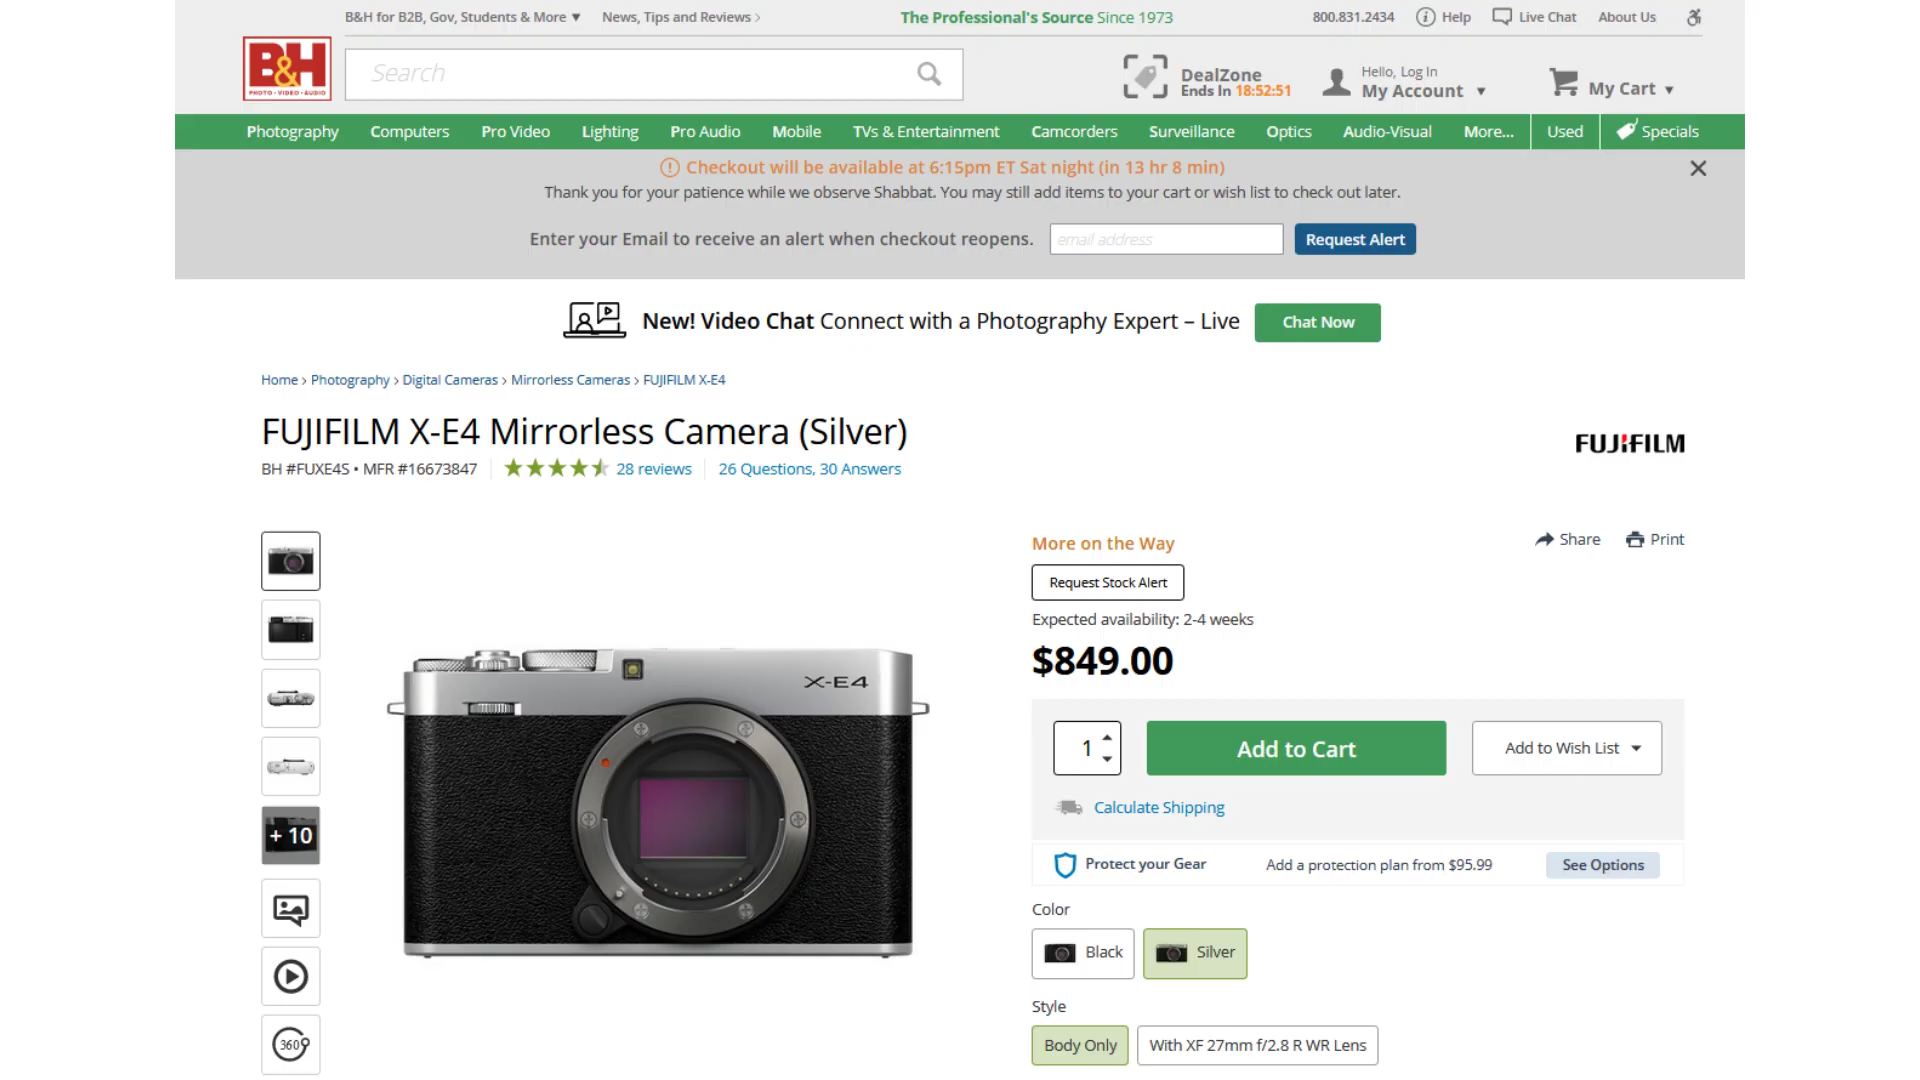 B&H for B2B, Gov, Students & More ▼ News, Tips and Reviews > The Professional's Source Since 1973 800.831.2434 Help Live Chat About Us
B&H
PHOTO • VIDEO • AUDIO
Search
DealZone
Ends In 18:52:51
Hello, Log In
My Account ▼
My Cart ▼
Photography Computers Pro Video Lighting Pro Audio Mobile TVs & Entertainment Camcorders Surveillance Optics Audio-Visual More... Used Specials
Checkout will be available at 6:15pm ET Sat night (in 13 hr 8 min)
Thank you for your patience while we observe Shabbat. You may still add items to your cart or wish list to check out later.
Enter your Email to receive an alert when checkout reopens. email address Request Alert
New! Video Chat Connect with a Photography Expert – Live Chat Now
Home › Photography › Digital Cameras › Mirrorless Cameras › FUJIFILM X-E4
FUJIFILM X-E4 Mirrorless Camera (Silver)
FUJIFILM
BH #FUXE4S • MFR #16673847 28 reviews 26 Questions, 30 Answers
More on the Way
Share Print
Request Stock Alert
Expected availability: 2-4 weeks
$849.00
X-E4
1 Add to Cart Add to Wish List
Calculate Shipping
+ 10
Protect your Gear Add a protection plan from $95.99 See Options
Color
Black Silver
Style
Body Only With XF 27mm f/2.8 R WR Lens
360